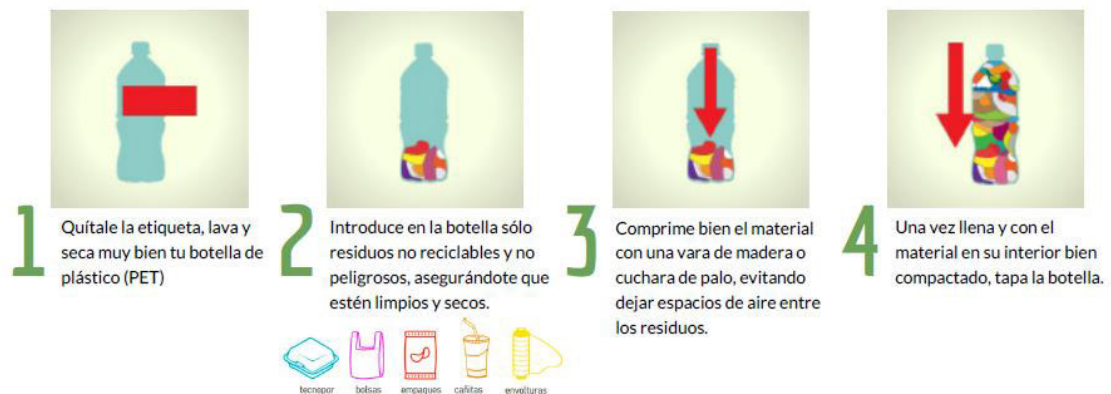 1
Quítale la etiqueta, lava y
seca muy bien tu botella de
plástico (PET)
2
Introduce en la botella sólo
residuos no reciclables y no
peligrosos, asegurándote que
estén limpios y secos.
tecnopor bolsas empaques cañitas envolturas
3
Comprime bien el material
con una vara de madera o
cuchara de palo, evitando
dejar espacios de aire entre
los residuos.
4
Una vez llena y con el
material en su interior bien
compactado, tapa la botella.